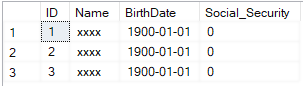 ID Name BirthDate Social_Security
1 1 xxxx 1900-01-01 0
2 2 xxxx 1900-01-01 0
3 3 xxxx 1900-01-01 0